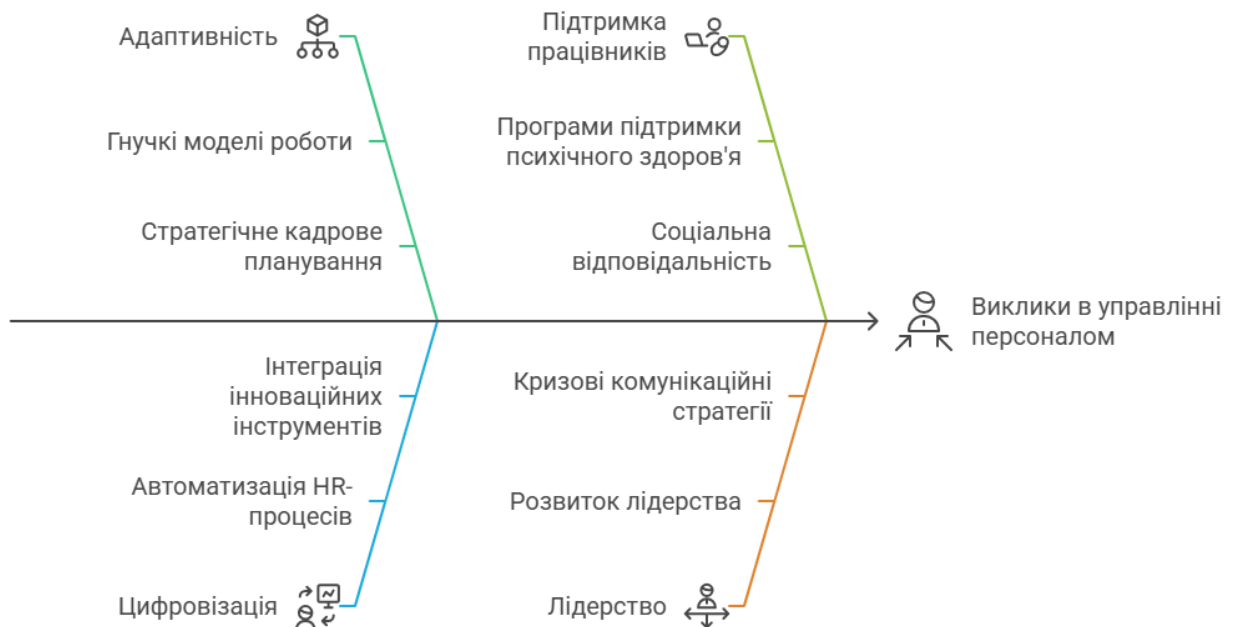 Адаптивність
Гнучкі моделі роботи
Стратегічне кадрове
планування
Підтримка
працівників
Програми підтримки
психічного здоров'я
Соціальна
відповідальність
Виклики в управлінні
персоналом
Інтеграція
інноваційних
інструментів
Автоматизація HR-
процесів
Цифровізація
Кризові комунікаційні
стратегії
Розвиток лідерства
Лідерство